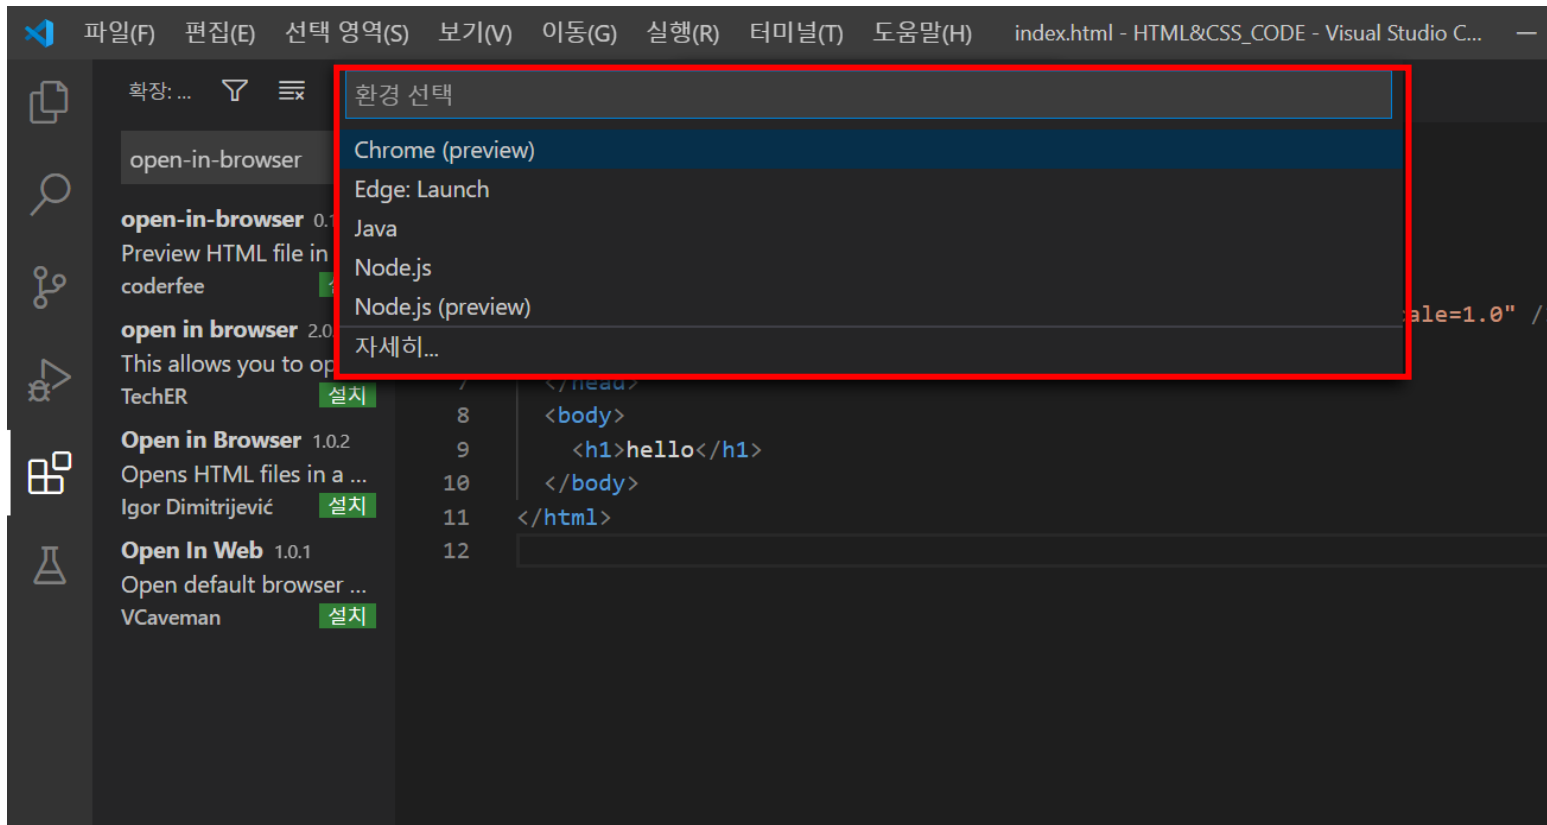 파일(F) 편집(E) 선택 영역(S) 보기(V) 이동(G) 실행(R) 터미널(T) 도움말(H) index.html - HTML&CSS_CODE - Visual Studio C...
확장: ...
환경 선택
Chrome (preview)
Edge: Launch
Java
Node.js
Node.js (preview)
자세히...
open-in-browser
open-in-browser 0.1
Preview HTML file in
coderfee
open in browser 2.0.
This allows you to op
TechER 설치
Open in Browser 1.0.2
Opens HTML files in a ...
Igor Dimitrijević 설치
Open In Web 1.0.1
Open default browser ...
VCaveman 설치
ale=1.0" /
7 </head>
8 <body>
9 <h1>hello</h1>
10 </body>
11 </html>
12